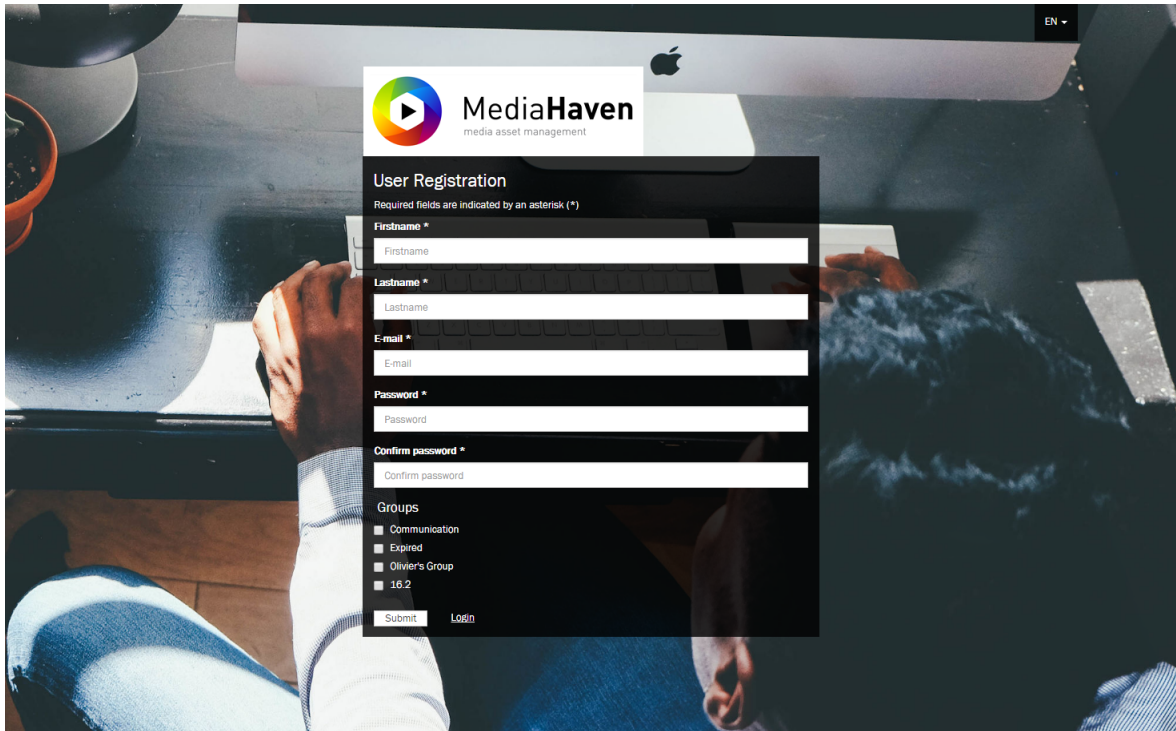 EN
MediaHaven
media asset management
User Registration
Required fields are indicated by an asterisk (*)
Firstname *
Firstname
Lastname *
Lastname
E-mail *
E-mail
Password *
Password
Confirm password *
Confirm password
Groups
Communication
Expired
Olivier's Group
16.2
Submit Login